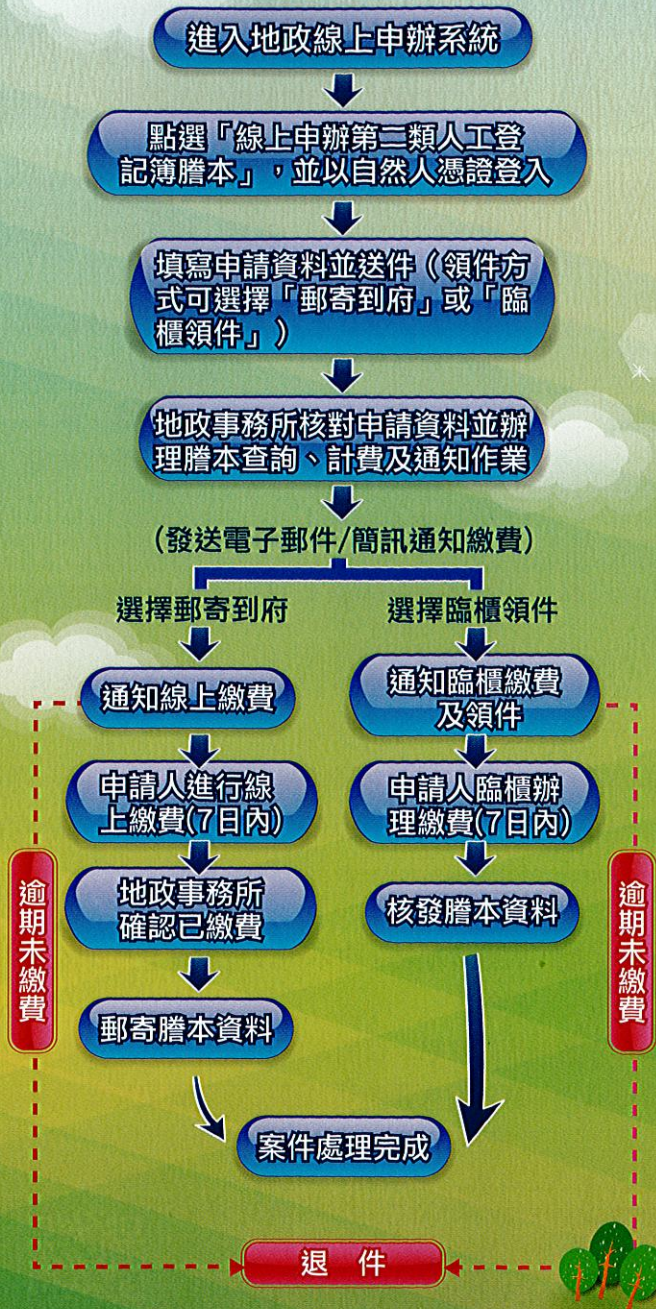 進入地政線上申辦系統
點選「線上申辦第二類人工登
記簿謄本」，並以自然人憑證登入
填寫申請資料並送件（領件方
式可選擇「郵寄到府」或「臨
櫃領件」）
地政事務所核對申請資料並辦
理謄本查詢、計費及通知作業
(發送電子郵件/簡訊通知繳費)
選擇郵寄到府
通知線上繳費
申請人進行線
上繳費(7日內)
地政事務所
確認已繳費
郵寄謄本資料
選擇臨櫃領件
通知臨櫃繳費
及領件
申請人臨櫃辦
理繳費(7日內)
核發謄本資料
案件處理完成
逾期未繳費
逾期未繳費
退 件